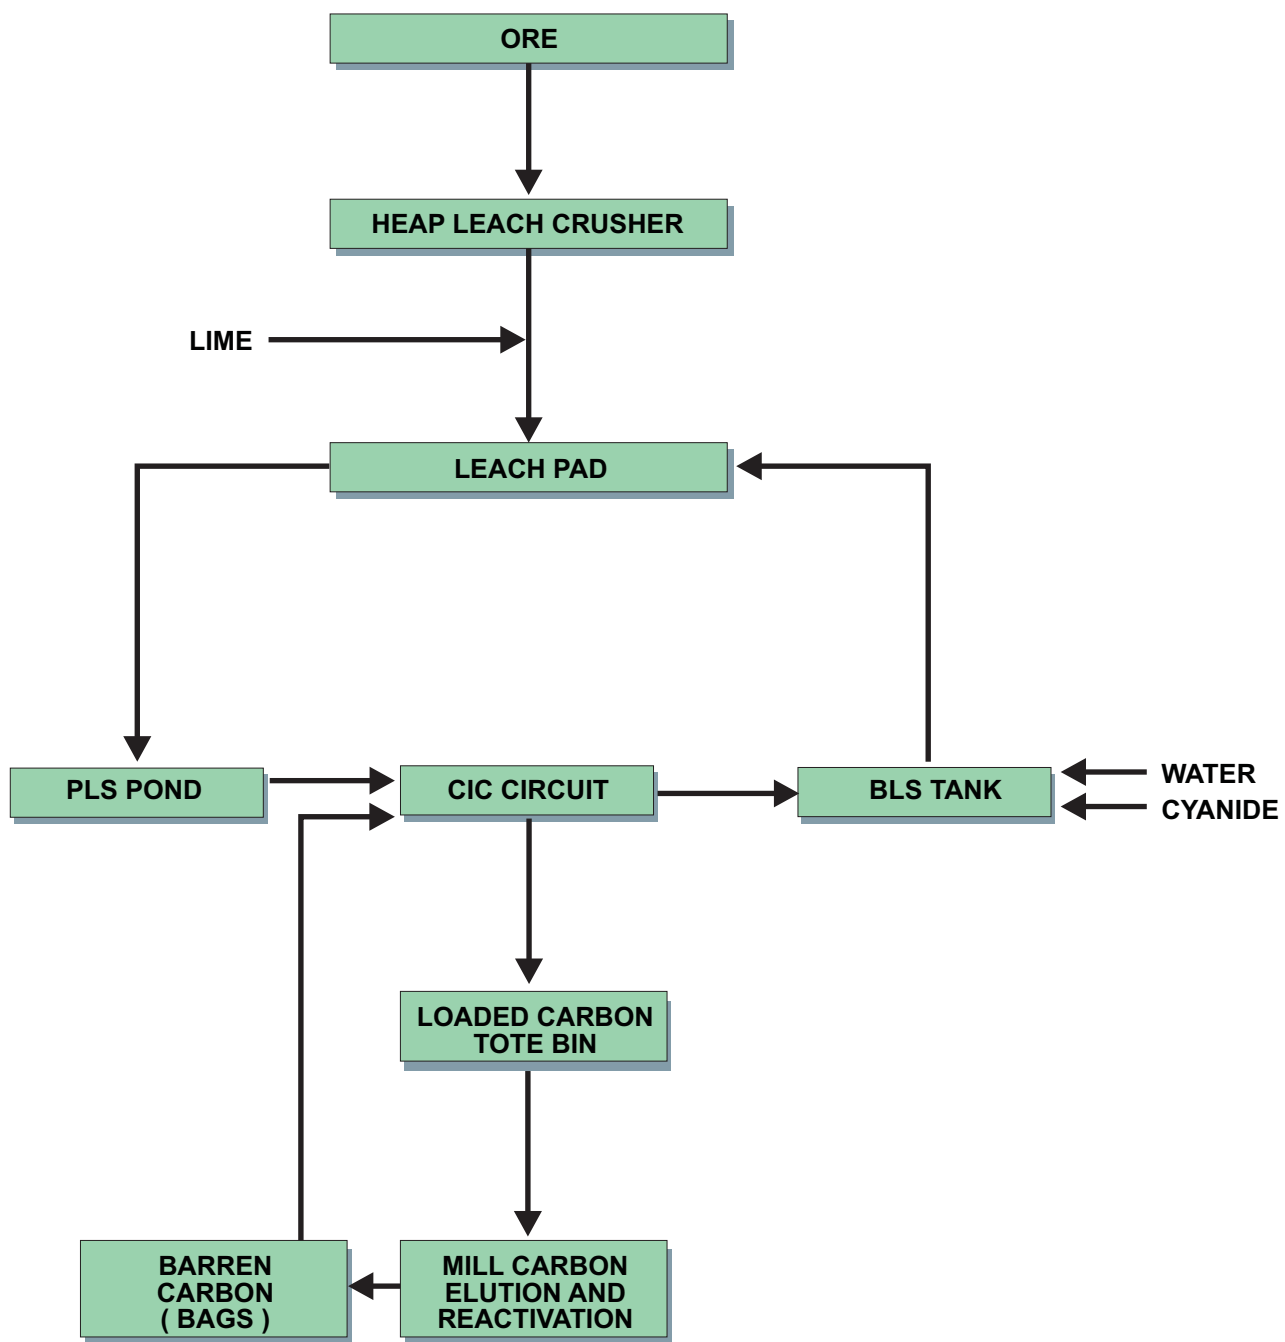 ORE
HEAP LEACH CRUSHER
LIME
LEACH PAD
PLS POND
CIC CIRCUIT
BLS TANK
WATER
CYANIDE
LOADED CARBON
TOTE BIN
BARREN
CARBON
( BAGS )
MILL CARBON
ELUTION AND
REACTIVATION